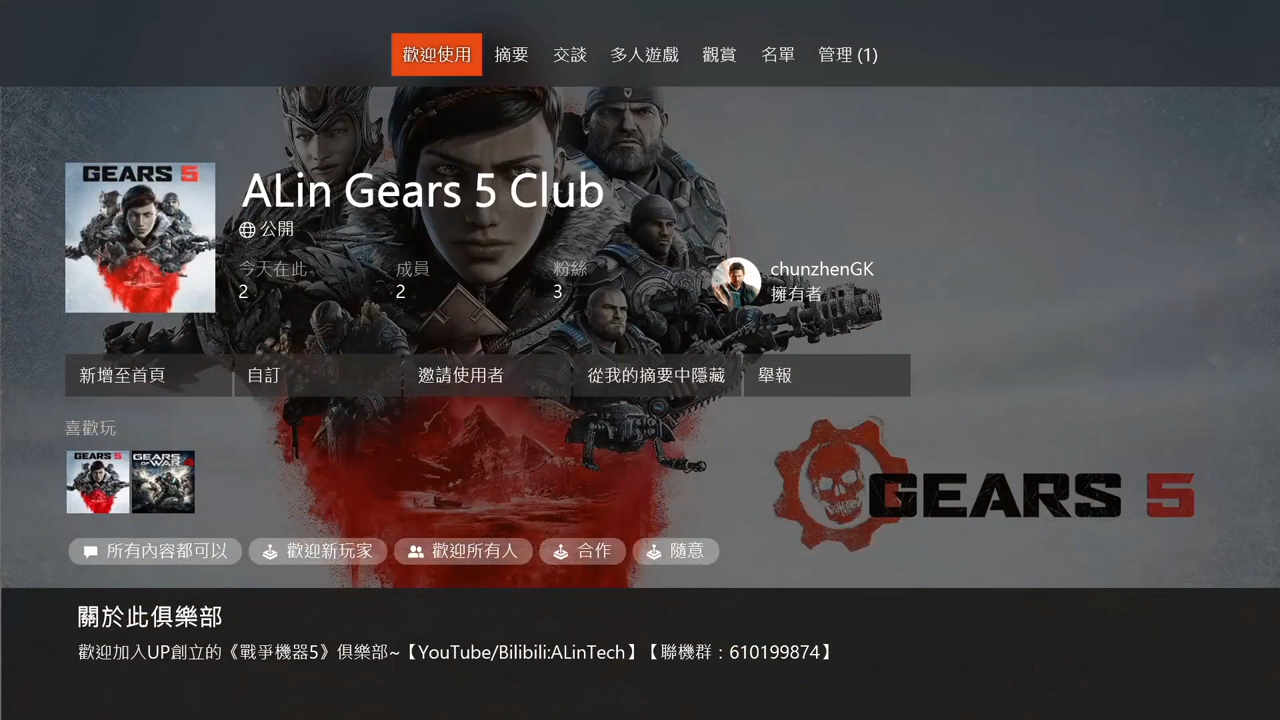 歡迎使用 摘要 交談 多人遊戲 觀賞 名單 管理 (1)
GEARS 5
ALin Gears 5 Club
公開
今天在此 成員 粉絲
2 2 3
chunzhenGK
擁有者
新增至首頁 自訂 邀請使用者 從我的摘要中隱藏 舉報
喜歡玩
GEARS 5 GEARS OF WAR
GEARS 5
所有內容都可以 歡迎新玩家 歡迎所有人 合作 隨意
關於此俱樂部
歡迎加入UP創立的《戰爭機器5》俱樂部~【YouTube/Bilibili:ALinTech】【聯機群：610199874】